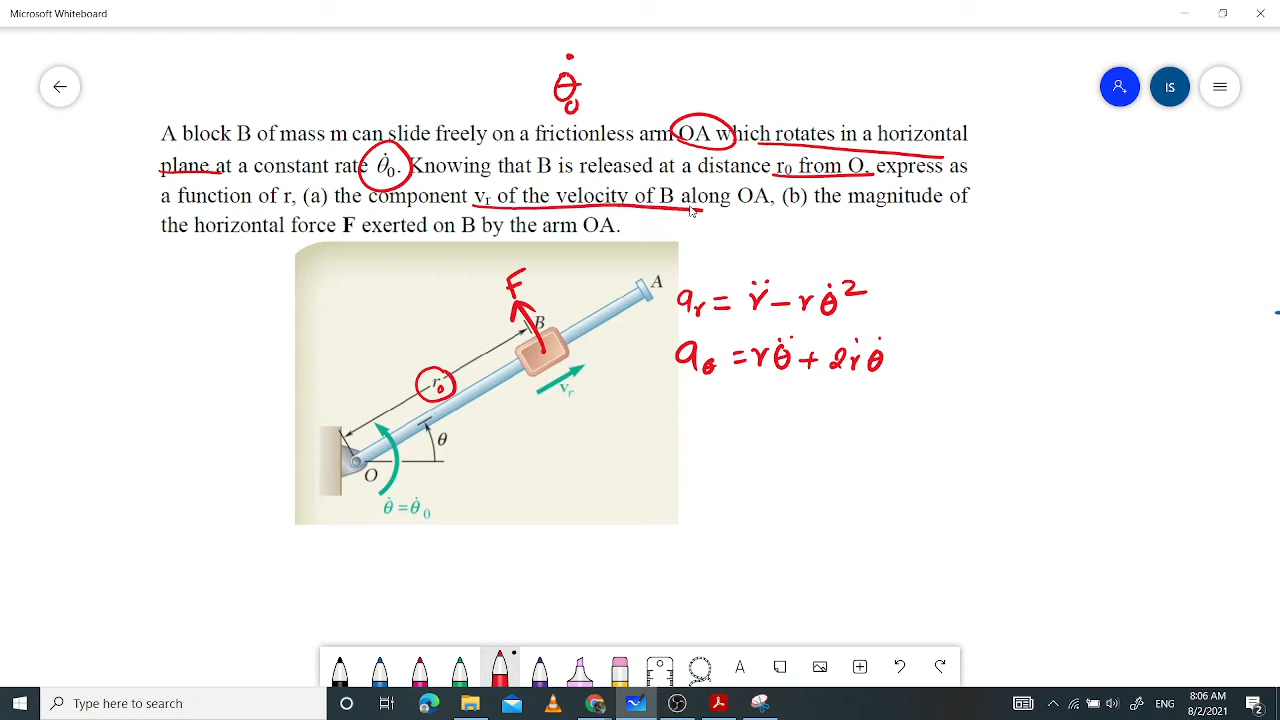 Microsoft Whiteboard
θ̇₀
IS
A block B of mass m can slide freely on a frictionless arm OA which rotates in a horizontal
plane at a constant rate θ̇₀. Knowing that B is released at a distance r₀ from O, express as
a function of r, (a) the component vᵣ of the velocity of B along OA, (b) the magnitude of
the horizontal force F exerted on B by the arm OA.
A
F
B
aᵣ = r̈ − rθ̇²
a_θ = rθ̈ + 2ṙθ̇
r₀
vᵣ
θ
O
θ̇ = θ̇₀
A
Type here to search
ENG
8:06 AM
8/2/2021
2